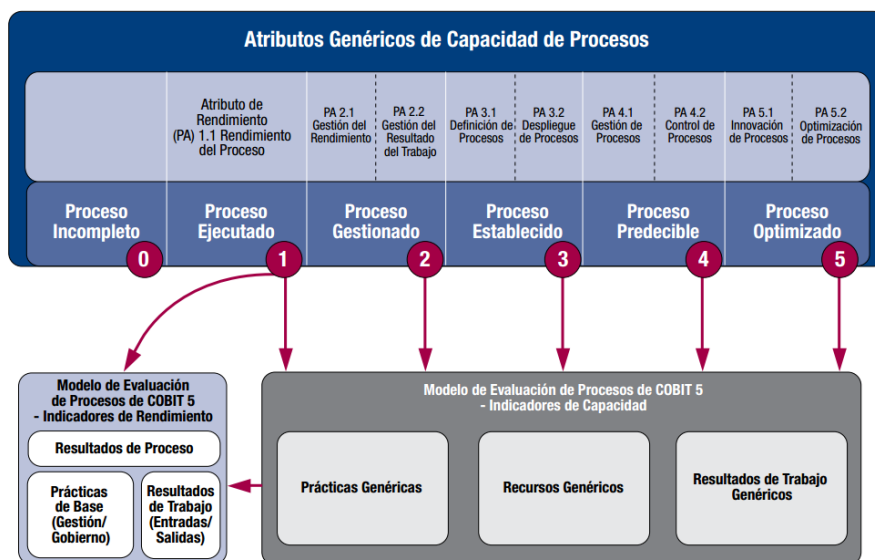 Atributos Genéricos de Capacidad de Procesos
Atributo de
Rendimiento
(PA) 1.1 Rendimiento
del Proceso
PA 2.1
Gestión del
Rendimiento
PA 2.2
Gestión del
Resultado
del Trabajo
PA 3.1
Definición de
Procesos
PA 3.2
Despliegue
de Procesos
PA 4.1
Gestión de
Procesos
PA 4.2
Control de
Procesos
PA 5.1
Innovación
de Procesos
PA 5.2
Optimización
de Procesos
Proceso
Incompleto
0
Proceso
Ejecutado
1
Proceso
Gestionado
2
Proceso
Establecido
3
Proceso
Predecible
4
Proceso
Optimizado
5
Modelo de Evaluación
de Procesos de COBIT 5
- Indicadores de Rendimiento
Resultados de Proceso
Prácticas
de Base
(Gestión/
Gobierno)
Resultados
de Trabajo
(Entradas/
Salidas)
Modelo de Evaluación de Procesos de COBIT 5
- Indicadores de Capacidad
Prácticas Genéricas
Recursos Genéricos
Resultados de Trabajo
Genéricos